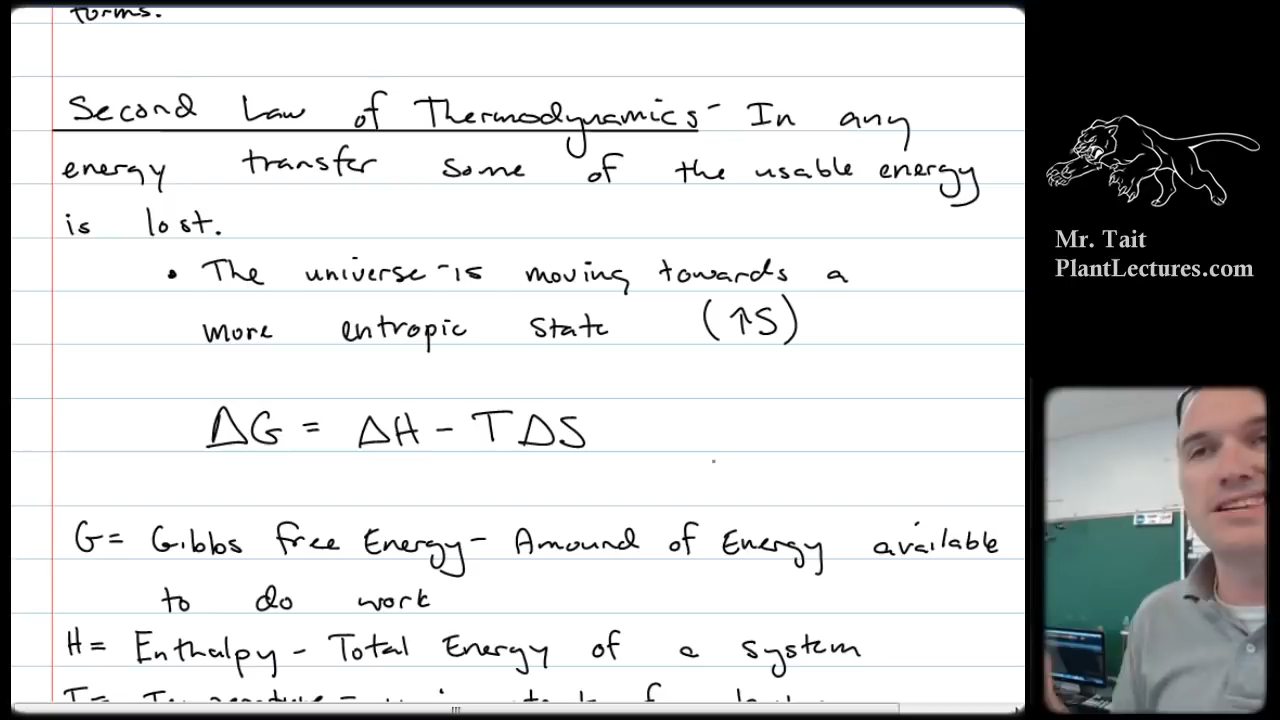 forms.
Second Law of Thermodynamics - In any
energy transfer some of the usable energy
is lost.
• The universe is moving towards a
more entropic state (↑S)
ΔG = ΔH - TΔS
G= Gibbs free Energy - Amound of Energy available
to do work
H= Enthalpy - Total Energy of a system
T= Temperature =
Mr. Tait
PlantLectures.com